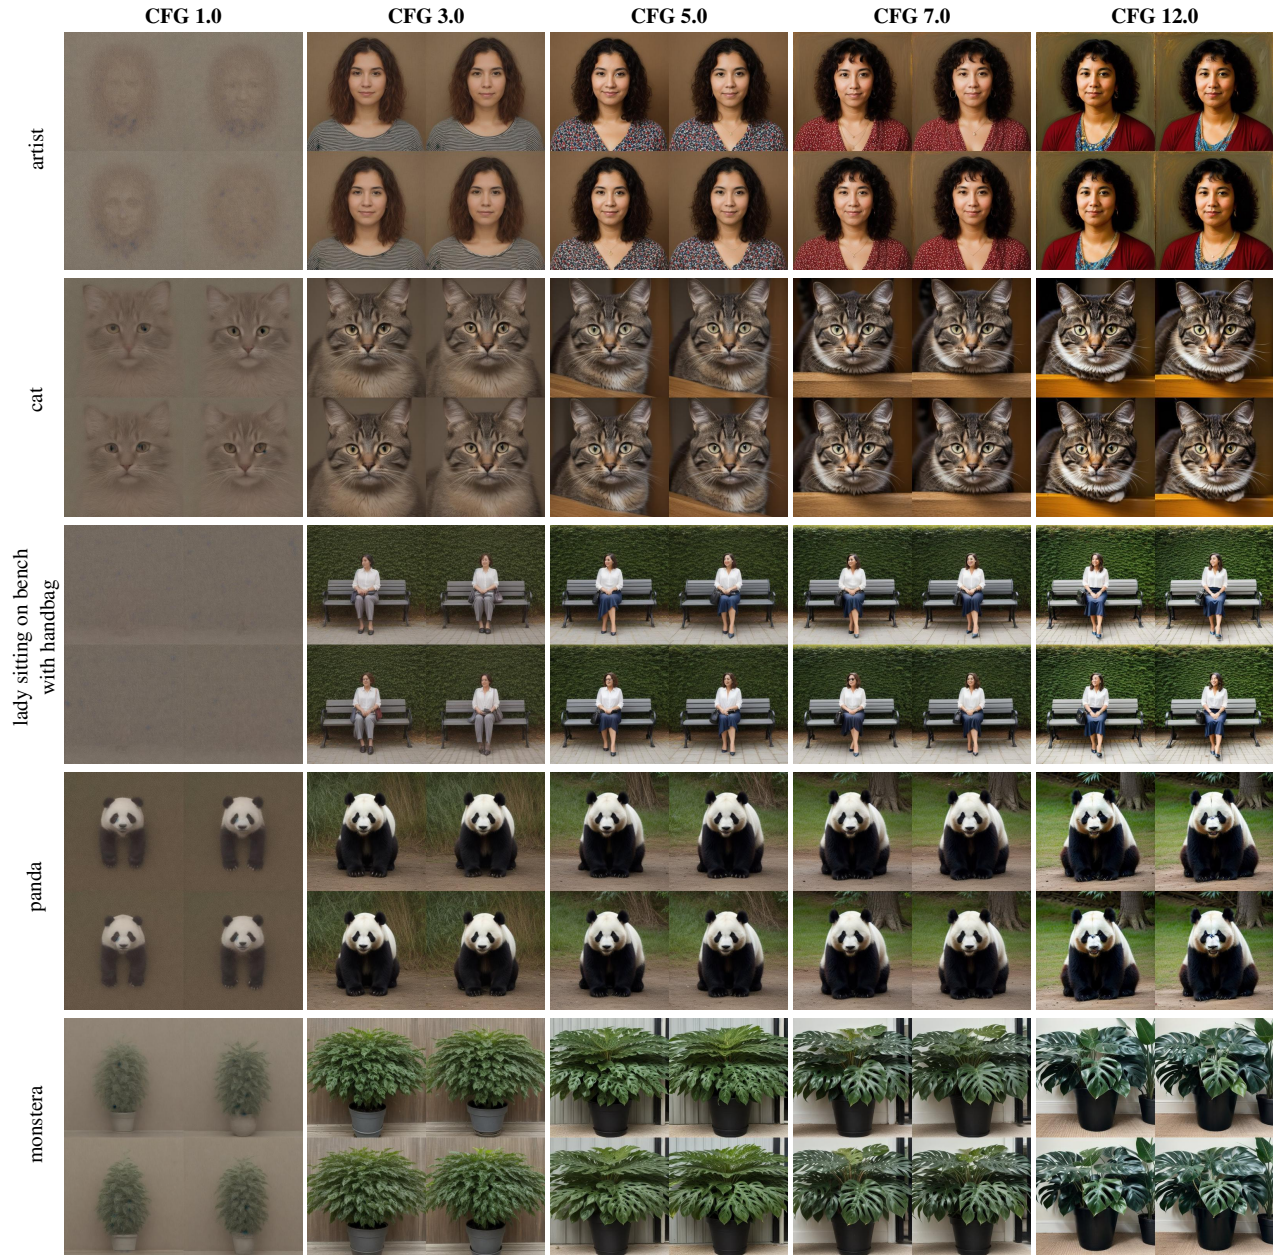 CFG 1.0
CFG 3.0
CFG 5.0
CFG 7.0
CFG 12.0
artist
cat
lady sitting on bench
with handbag
panda
monstera